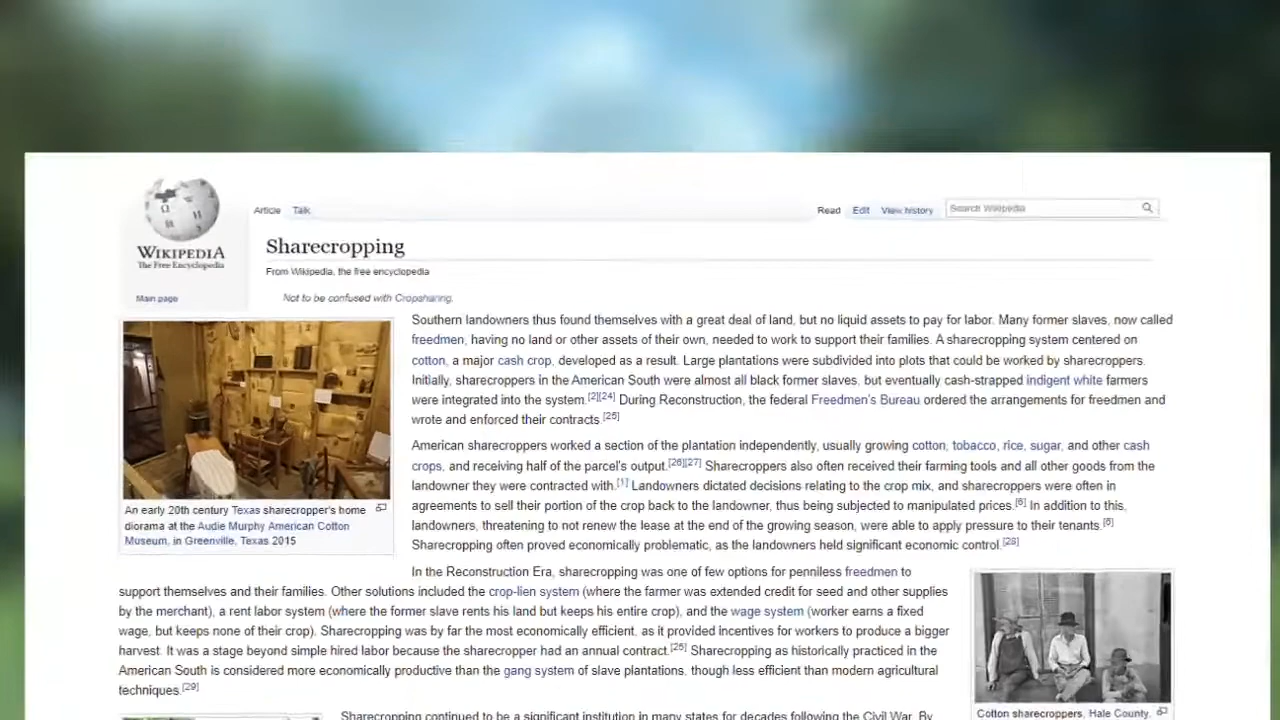 WIKIPEDIA
The Free Encyclopedia
Main page
Article Talk
Read Edit View history
Search Wikipedia
Sharecropping
From Wikipedia, the free encyclopedia
Not to be confused with Cropsharing.
Southern landowners thus found themselves with a great deal of land, but no liquid assets to pay for labor. Many former slaves, now called
freedmen, having no land or other assets of their own, needed to work to support their families. A sharecropping system centered on
cotton, a major cash crop, developed as a result. Large plantations were subdivided into plots that could be worked by sharecroppers.
Initially, sharecroppers in the American South were almost all black former slaves, but eventually cash-strapped indigent white farmers
were integrated into the system.[2][24] During Reconstruction, the federal Freedmen's Bureau ordered the arrangements for freedmen and
wrote and enforced their contracts.[25]
American sharecroppers worked a section of the plantation independently, usually growing cotton, tobacco, rice, sugar, and other cash
crops, and receiving half of the parcel's output.[26][27] Sharecroppers also often received their farming tools and all other goods from the
landowner they were contracted with.[1] Landowners dictated decisions relating to the crop mix, and sharecroppers were often in
agreements to sell their portion of the crop back to the landowner, thus being subjected to manipulated prices.[6] In addition to this,
landowners, threatening to not renew the lease at the end of the growing season, were able to apply pressure to their tenants.[6]
Sharecropping often proved economically problematic, as the landowners held significant economic control.[28]
An early 20th century Texas sharecropper's home
diorama at the Audie Murphy American Cotton
Museum, in Greenville, Texas 2015
In the Reconstruction Era, sharecropping was one of few options for penniless freedmen to
support themselves and their families. Other solutions included the crop-lien system (where the farmer was extended credit for seed and other supplies
by the merchant), a rent labor system (where the former slave rents his land but keeps his entire crop), and the wage system (worker earns a fixed
wage, but keeps none of their crop). Sharecropping was by far the most economically efficient, as it provided incentives for workers to produce a bigger
harvest. It was a stage beyond simple hired labor because the sharecropper had an annual contract.[25] Sharecropping as historically practiced in the
American South is considered more economically productive than the gang system of slave plantations, though less efficient than modern agricultural
techniques.[29]
Cotton sharecroppers, Hale County,
Sharecropping continued to be a significant institution in many states for decades following the Civil War. By